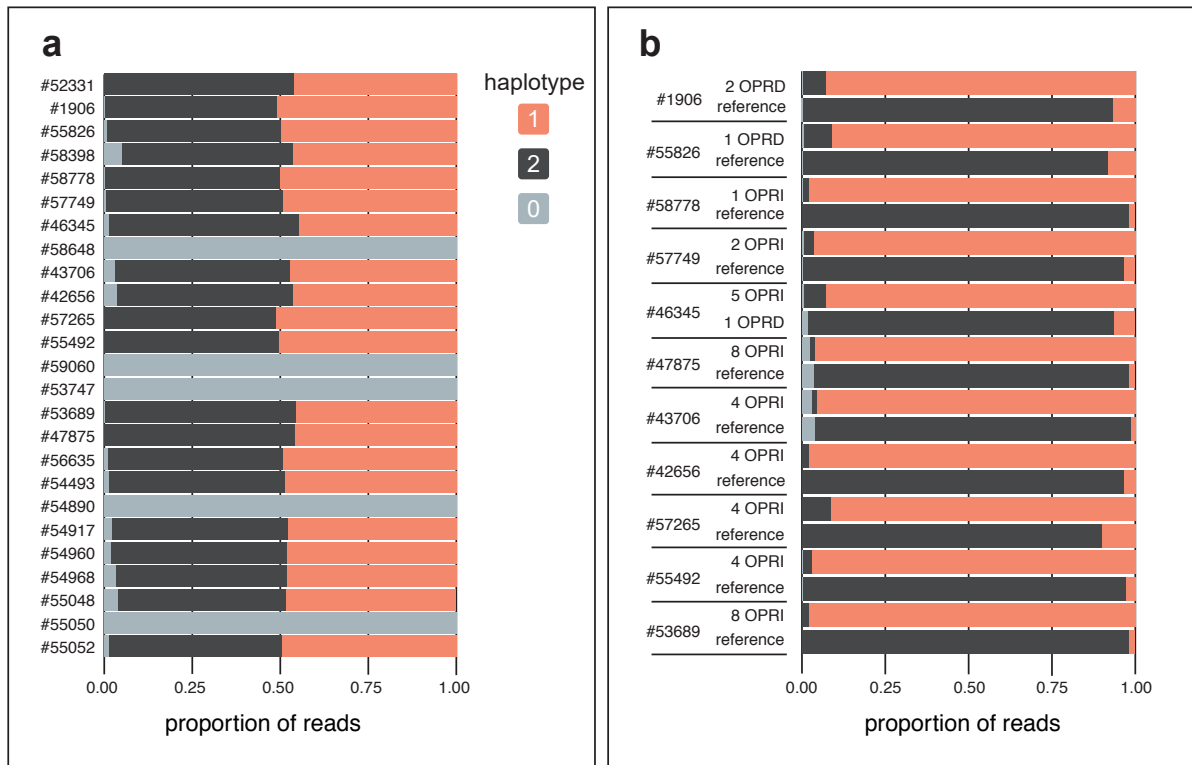 a
#52331
#1906
#55826
#58398
#58778
#57749
#46345
#58648
#43706
#42656
#57265
#55492
#59060
#53747
#53689
#47875
#56635
#54493
#54890
#54917
#54960
#54968
#55048
#55050
#55052
0.00 0.25 0.50 0.75 1.00
proportion of reads
haplotype
1
2
0
b
#1906
2 OPRD
reference
#55826
1 OPRD
reference
#58778
1 OPRI
reference
#57749
2 OPRI
reference
#46345
5 OPRI
1 OPRD
#47875
8 OPRI
reference
#43706
4 OPRI
reference
#42656
4 OPRI
reference
#57265
4 OPRI
reference
#55492
4 OPRI
reference
#53689
8 OPRI
reference
0.00 0.25 0.50 0.75 1.00
proportion of reads